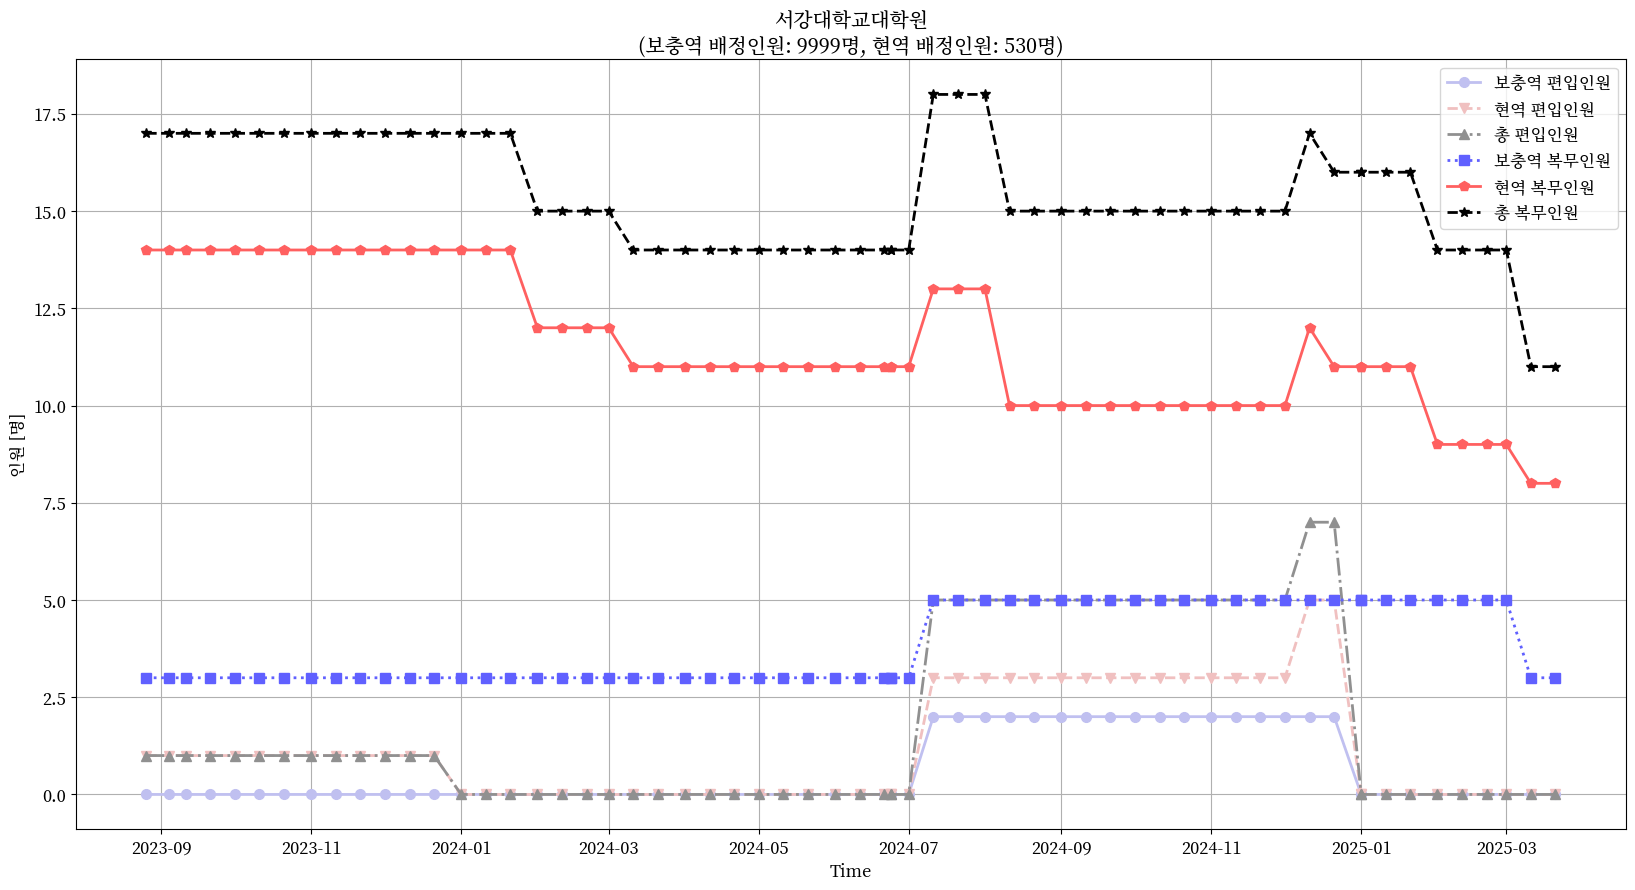 서강대학교대학원
(보충역 배정인원: 9999명, 현역 배정인원: 530명)
보충역 편입인원
현역 편입인원
총 편입인원
보충역 복무인원
현역 복무인원
총 복무인원
인원 [명]
17.5
15.0
12.5
10.0
7.5
5.0
2.5
0.0
2023-09 2023-11 2024-01 2024-03 2024-05 2024-07 2024-09 2024-11 2025-01 2025-03
Time